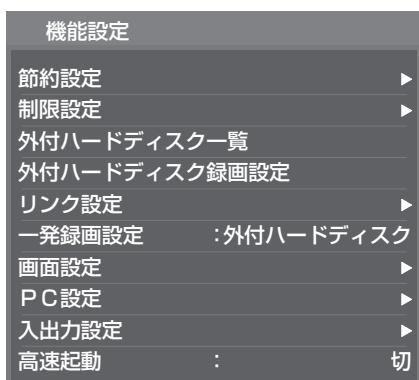 機能設定
節約設定 ▶
制限設定 ▶
外付ハードディスク一覧
外付ハードディスク録画設定
リンク設定 ▶
一発録画設定 :外付ハードディスク
画面設定 ▶
PC設定 ▶
入出力設定 ▶
高速起動 : 切